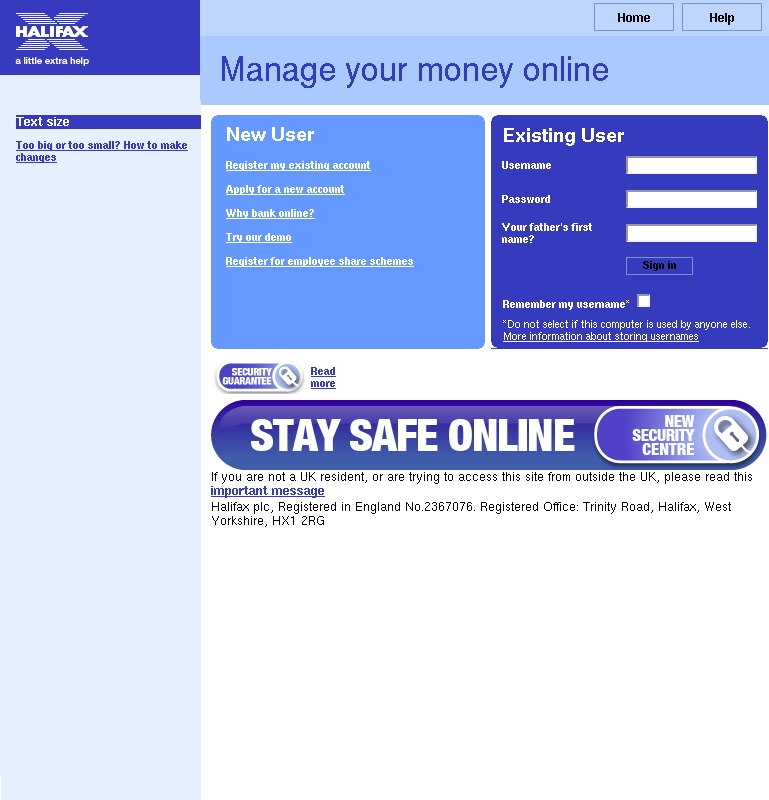 HALIFAX
a little extra help
Home
Help
Manage your money online
Text size
Too big or too small? How to make
changes
New User
Register my existing account
Apply for a new account
Why bank online?
Try our demo
Register for employee share schemes
Existing User
Username
Password
Your father's first
name?
Sign in
Remember my username*
*Do not select if this computer is used by anyone else.
More information about storing usernames
SECURITY
GUARANTEE
Read
more
STAY SAFE ONLINE
NEW
SECURITY
CENTRE
If you are not a UK resident, or are trying to access this site from outside the UK, please read this
important message
Halifax plc, Registered in England No.2367076. Registered Office: Trinity Road, Halifax, West
Yorkshire, HX1 2RG